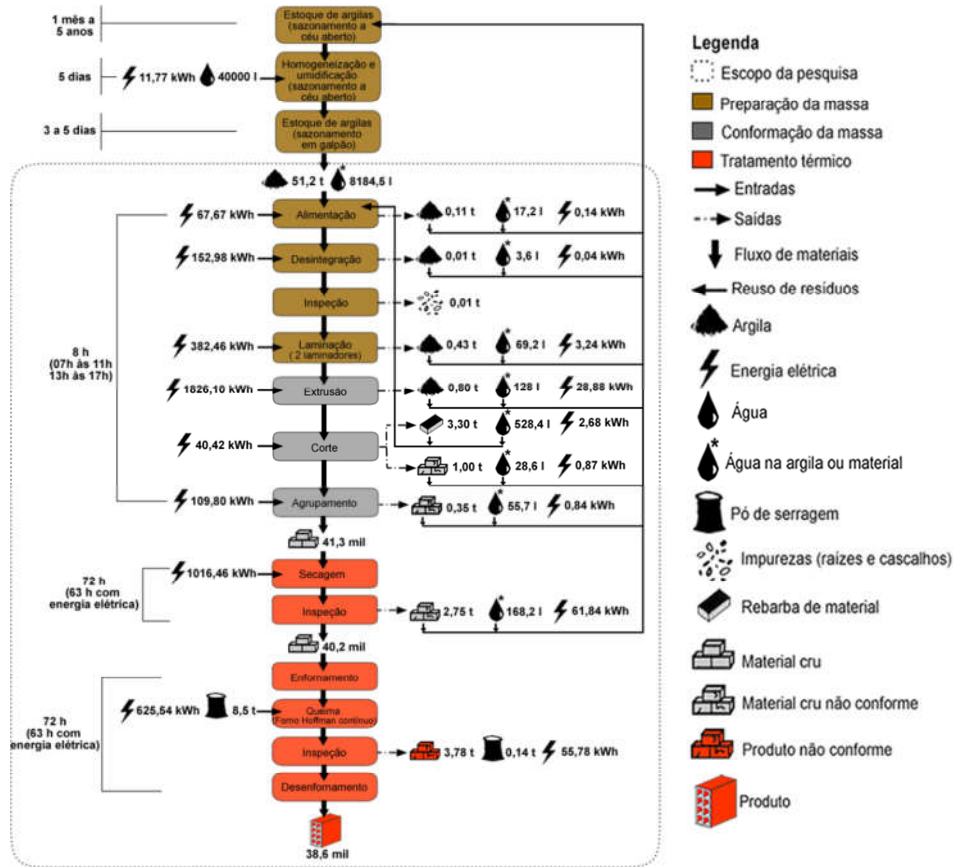 1 mês a
5 anos
Estoque de argilas
(sazonamento a
céu aberto)
5 dias
11,77 kWh
40000 l
Homogeneização e
umidificação
(sazonamento a
céu aberto)
3 a 5 dias
Estoque de argilas
(sazonamento
em galpão)
51,2 t
*
8184,5 l
67,67 kWh
Alimentação
0,11 t
*
17,2 l
0,14 kWh
152,98 kWh
Desintegração
0,01 t
*
3,6 l
0,04 kWh
Inspeção
0,01 t
8 h
(07h às 11h
13h às 17h)
382,46 kWh
Laminação
( 2 laminadores)
0,43 t
*
69,2 l
3,24 kWh
1826,10 kWh
Extrusão
0,80 t
*
128 l
28,88 kWh
3,30 t
*
528,4 l
2,68 kWh
40,42 kWh
Corte
1,00 t
*
28,6 l
0,87 kWh
109,80 kWh
Agrupamento
0,35 t
*
55,7 l
0,84 kWh
41,3 mil
72 h
(63 h com
energia elétrica)
1016,46 kWh
Secagem
Inspeção
2,75 t
*
168,2 l
61,84 kWh
40,2 mil
Enfornamento
72 h
(63 h com
energia elétrica)
625,54 kWh
8,5 t
Queima
(Forno Hoffman contínuo)
Inspeção
3,78 t
0,14 t
55,78 kWh
Desenfornamento
38,6 mil
Legenda
Escopo da pesquisa
Preparação da massa
Conformação da massa
Tratamento térmico
Entradas
Saídas
Fluxo de materiais
Reuso de resíduos
Argila
Energia elétrica
Água
*
Água na argila ou material
Pó de serragem
Impurezas (raízes e cascalhos)
Rebarba de material
Material cru
Material cru não conforme
Produto não conforme
Produto